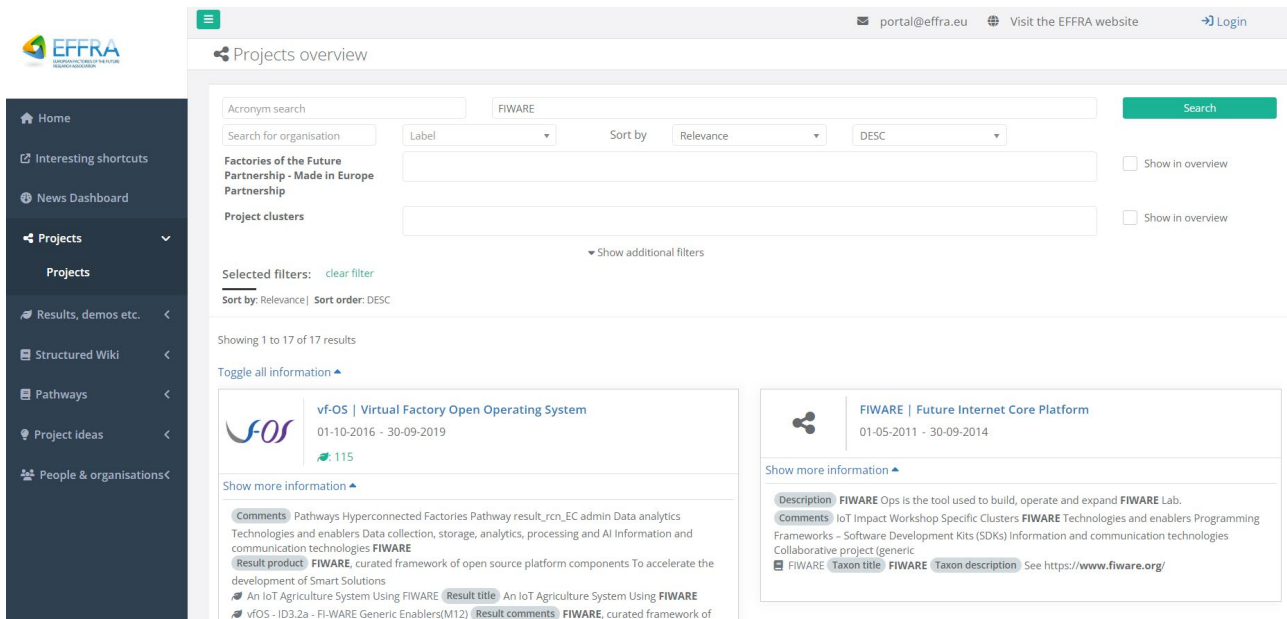 EFFRA
EUROPEAN FACTORIES OF THE FUTURE
RESEARCH ASSOCIATION
portal@effra.eu
Visit the EFFRA website
Login
Projects overview
Home
Interesting shortcuts
News Dashboard
Projects
Projects
Results, demos etc.
Structured Wiki
Pathways
Project ideas
People & organisations
Acronym search
FIWARE
Search
Search for organisation
Label
Sort by
Relevance
DESC
Factories of the Future
Partnership - Made in Europe
Partnership
Show in overview
Project clusters
Show in overview
Show additional filters
Selected filters: clear filter
Sort by: Relevance| Sort order: DESC
Showing 1 to 17 of 17 results
Toggle all information
vf-OS
vf-OS | Virtual Factory Open Operating System
01-10-2016 - 30-09-2019
: 115
Show more information
Comments Pathways Hyperconnected Factories Pathway result_rcn_EC admin Data analytics
Technologies and enablers Data collection, storage, analytics, processing and AI Information and
communication technologies FIWARE
Result product FIWARE, curated framework of open source platform components To accelerate the
development of Smart Solutions
An IoT Agriculture System Using FIWARE Result title An IoT Agriculture System Using FIWARE
vfOS - ID3.2a - FI-WARE Generic Enablers(M12) Result comments FIWARE, curated framework of
FIWARE | Future Internet Core Platform
01-05-2011 - 30-09-2014
Show more information
Description FIWARE Ops is the tool used to build, operate and expand FIWARE Lab.
Comments IoT Impact Workshop Specific Clusters FIWARE Technologies and enablers Programming
Frameworks – Software Development Kits (SDKs) Information and communication technologies
Collaborative project (generic
FIWARE Taxon title FIWARE Taxon description See https://www.fiware.org/